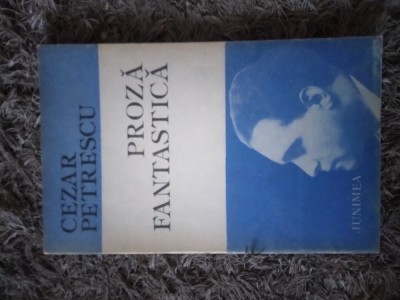 CEZAR
PETRESCU
PROZĂ
FANTASTICĂ
JUNIMEA